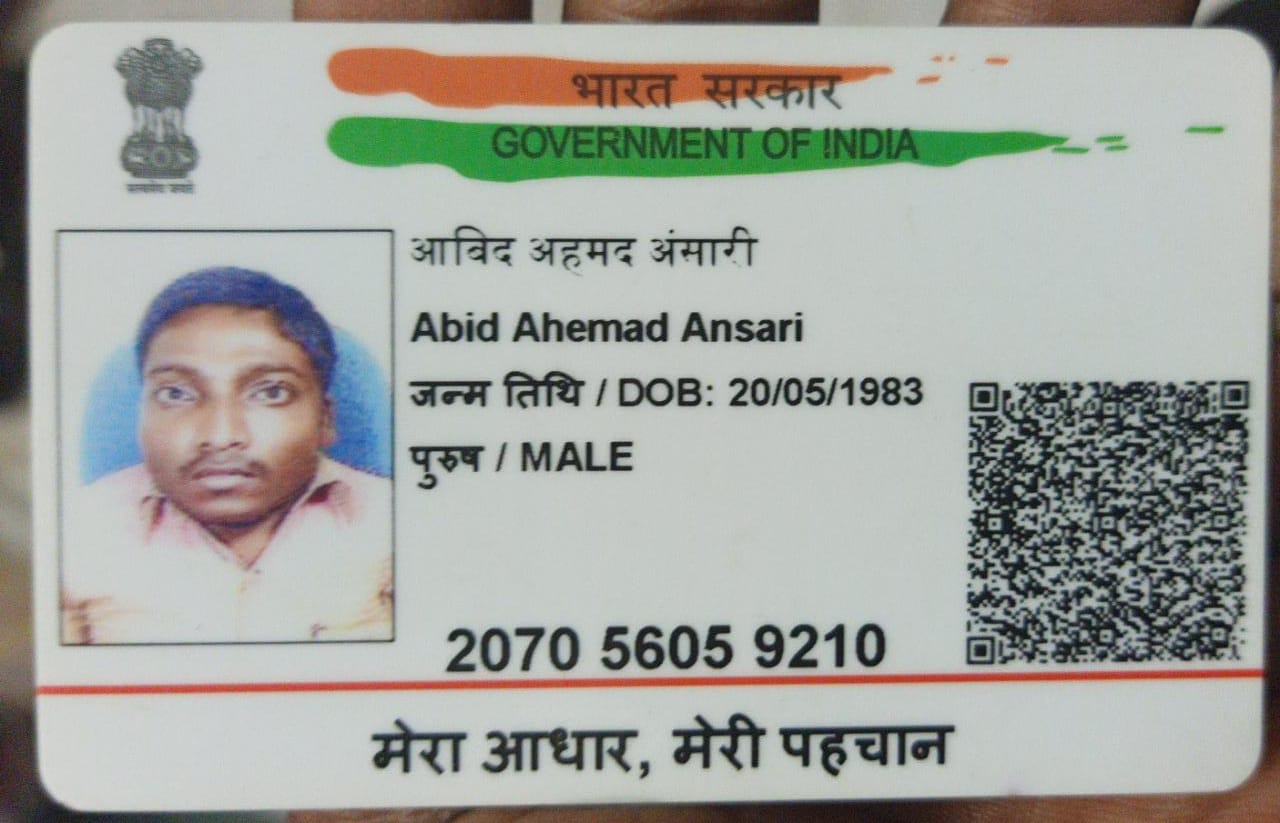 भारत सरकार
GOVERNMENT OF INDIA
सत्यमेव जयते
आबिद अहमद अंसारी
Abid Ahemad Ansari
जन्म तिथि / DOB: 20/05/1983
पुरुष / MALE
2070 5605 9210
मेरा आधार, मेरी पहचान